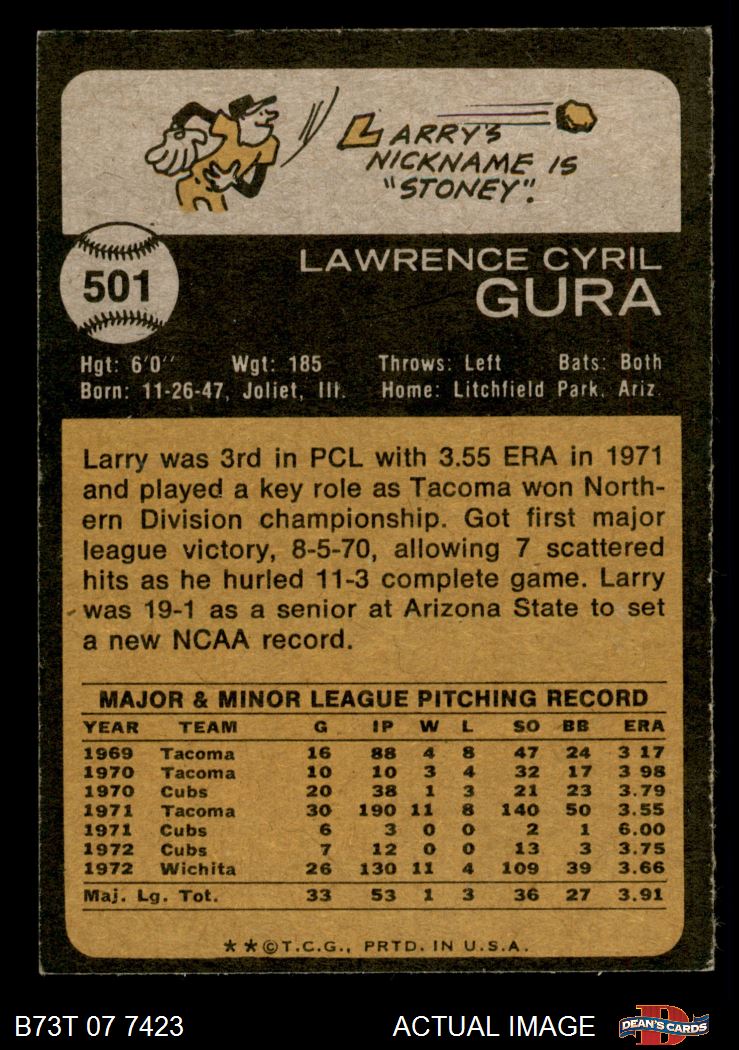 LARRY'S
NICKNAME IS
"STONEY".
501
LAWRENCE CYRIL
GURA
Hgt: 6'0" Wgt: 185 Throws: Left Bats: Both
Born: 11-26-47, Joliet, Ill. Home: Litchfield Park, Ariz.
Larry was 3rd in PCL with 3.55 ERA in 1971
and played a key role as Tacoma won North-
ern Division championship. Got first major
league victory, 8-5-70, allowing 7 scattered
hits as he hurled 11-3 complete game. Larry
was 19-1 as a senior at Arizona State to set
a new NCAA record.
MAJOR & MINOR LEAGUE PITCHING RECORD
YEAR TEAM G IP W L SO BB ERA
1969 Tacoma 16 88 4 8 47 24 3 17
1970 Tacoma 10 10 3 4 32 17 3 98
1970 Cubs 20 38 1 3 21 23 3.79
1971 Tacoma 30 190 11 8 140 50 3.55
1971 Cubs 6 3 0 0 2 1 6.00
1972 Cubs 7 12 0 0 13 3 3.75
1972 Wichita 26 130 11 4 109 39 3.66
Maj. Lg. Tot. 33 53 1 3 36 27 3.91
**©T.C.G., PRTD. IN U.S.A.
B73T 07 7423 ACTUAL IMAGE D DEAN'S CARDS